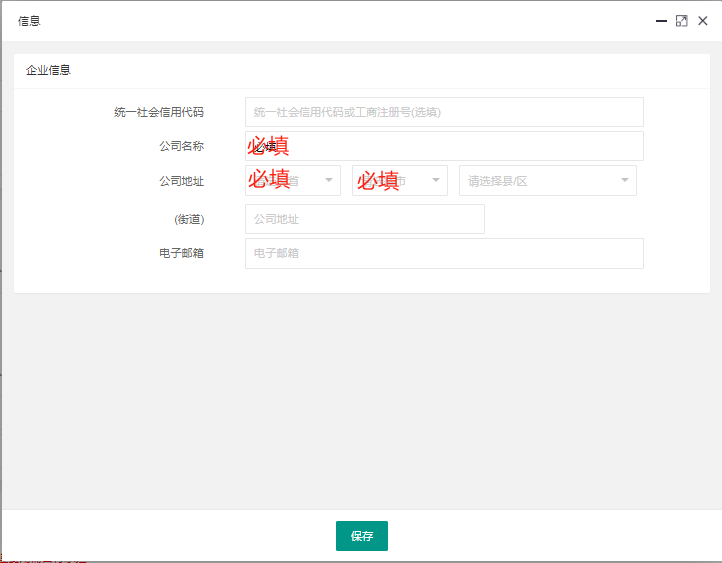 信息
企业信息
统一社会信用代码 统一社会信用代码或工商注册号(选填)
公司名称 必填
公司地址 必填 省 必填 市 请选择县/区
(街道) 公司地址
电子邮箱 电子邮箱
保存